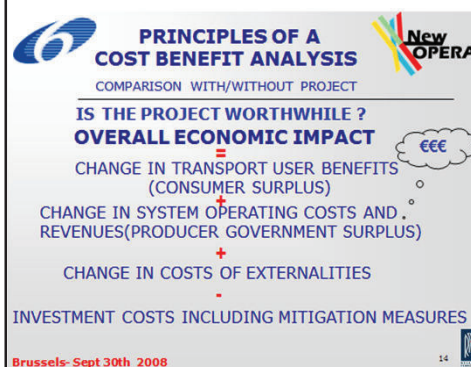 6
PRINCIPLES OF A
COST BENEFIT ANALYSIS
New
OPERA
COMPARISON WITH/WITHOUT PROJECT
IS THE PROJECT WORTHWHILE ?
OVERALL ECONOMIC IMPACT
€€€
=
CHANGE IN TRANSPORT USER BENEFITS
(CONSUMER SURPLUS)
+
CHANGE IN SYSTEM OPERATING COSTS AND
REVENUES(PRODUCER GOVERNMENT SURPLUS)
+
CHANGE IN COSTS OF EXTERNALITIES
-
INVESTMENT COSTS INCLUDING MITIGATION MEASURES
Brussels- Sept 30th 2008
14